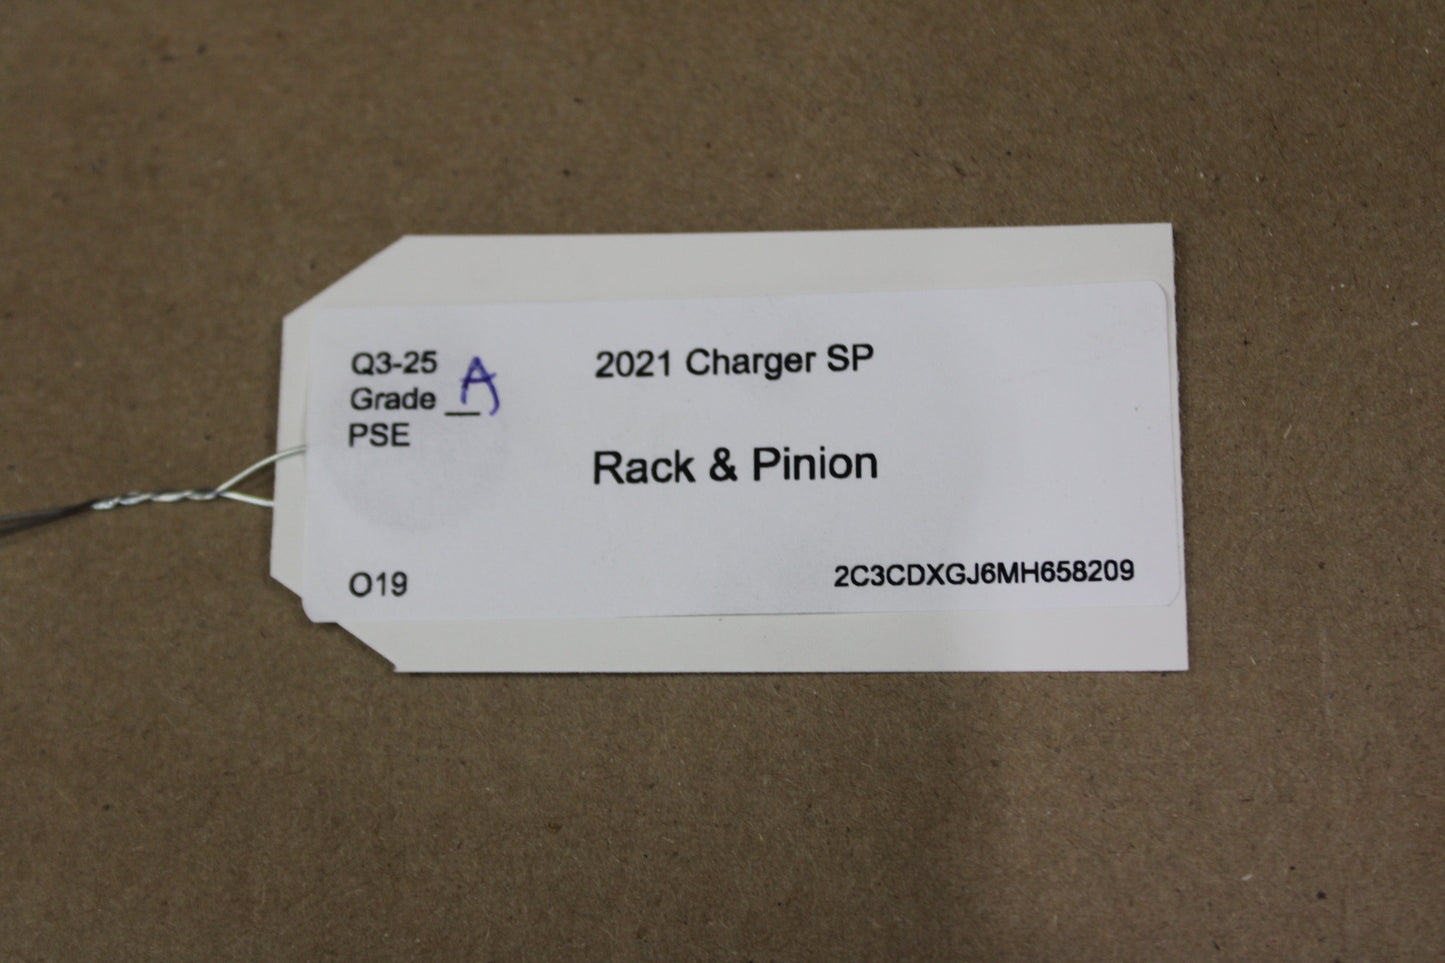 Q3-25
Grade A
PSE
2021 Charger SP
Rack & Pinion
O19
2C3CDXGJ6MH658209